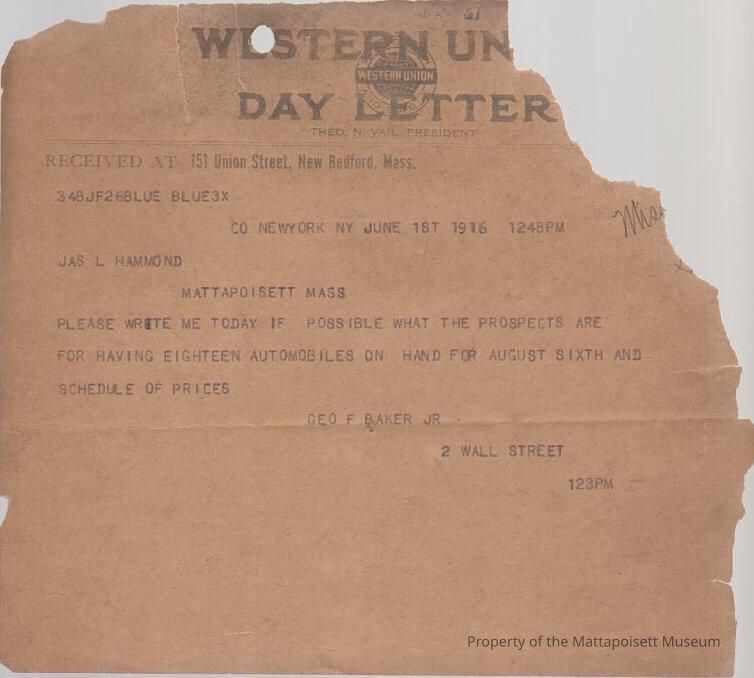 WESTERN UN
WESTERN UNION
DAY LETTER
THEO. N. VAIL, PRESIDENT
RECEIVED AT 151 Union Street, New Bedford, Mass.
34BJF26BLUE BLUE3X
CO NEWYORK NY JUNE 1ST 1916 1248PM
JAS L HAMMOND
MATTAPOISETT MASS
PLEASE WRITE ME TODAY IF POSSIBLE WHAT THE PROSPECTS ARE
FOR HAVING EIGHTEEN AUTOMOBILES ON HAND FOR AUGUST SIXTH AND
SCHEDULE OF PRICES
GEO F BAKER JR
2 WALL STREET
123PM
Property of the Mattapoisett Museum